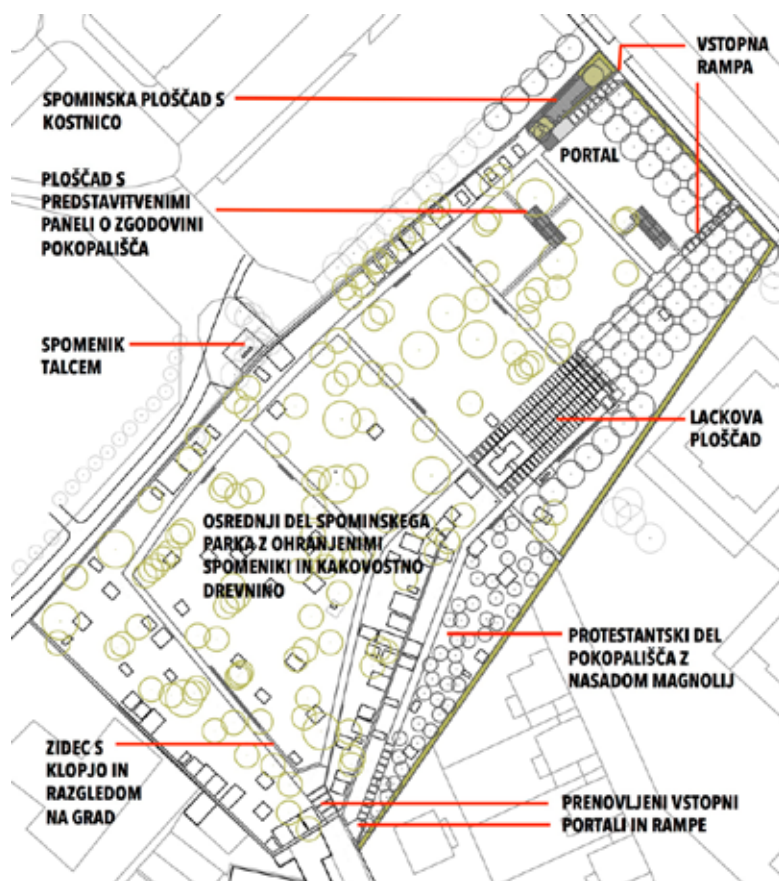 VSTOPNA
RAMPA
SPOMINSKA PLOŠČAD S
KOSTNICO
PORTAL
PLOŠČAD S
PREDSTAVITVENIMI
PANELI O ZGODOVINI
POKOPALIŠČA
SPOMENIK
TALCEM
LACKOVA
PLOŠČAD
OSREDNJI DEL SPOMINSKEGA
PARKA Z OHRANJENIMI
SPOMENIKI IN KAKOVOSTNO
DREVNINO
PROTESTANTSKI DEL
POKOPALIŠČA Z
NASADOM MAGNOLIJ
ZIDEC S
KLOPJO IN
RAZGLEDOM
NA GRAD
PRENOVLJENI VSTOPNI
PORTALI IN RAMPE